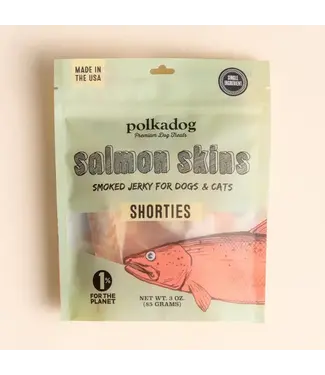 MADE IN
THE USA
SINGLE
INGREDIENT
polkadog
Premium Dog Treats
salmon skins
SMOKED JERKY FOR DOGS & CATS
SHORTIES
1%
FOR THE
PLANET
NET WT. 3 OZ.
(85 GRAMS)